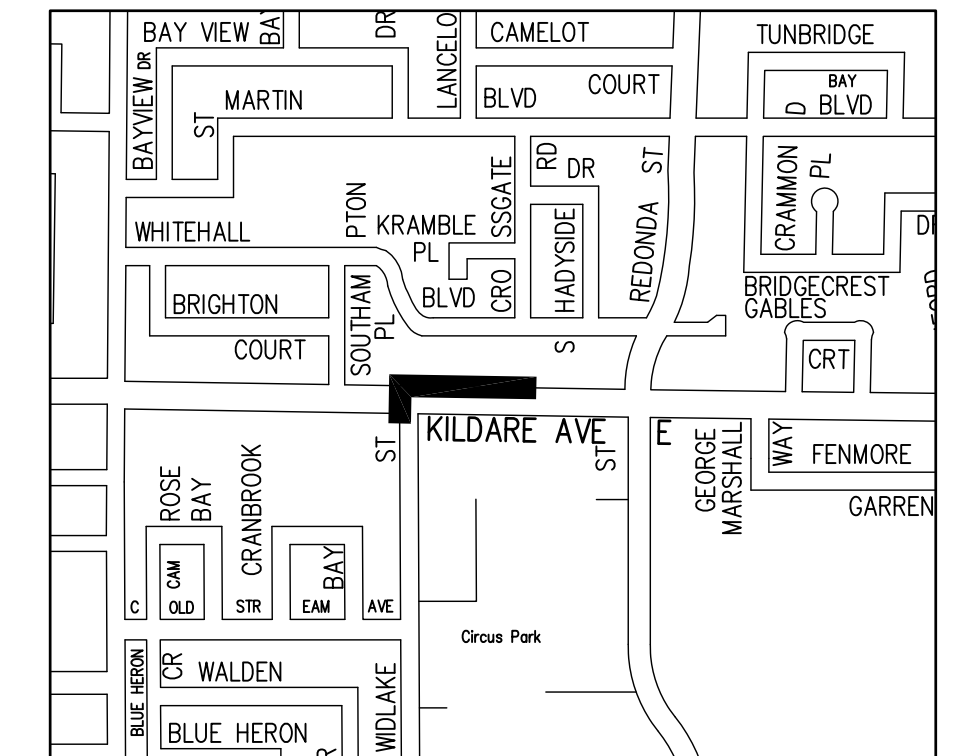 BAY VIEW
BA
DR
LANCELO
CAMELOT
TUNBRIDGE
BAYVIEW DR
MARTIN
ST
BLVD
COURT
BAY
D BLVD
PTON
SSGATE
RD
DR
ST
CRAMMON
PL
WHITEHALL
KRAMBLE
PL
HADYSIDE
REDONDA
BRIDGECREST
GABLES
BRIGHTON
SOUTHAM
PL
BLVD
CRO
COURT
S
CRT
KILDARE AVE E
ST
ST
GEORGE
MARSHALL
WAY
FENMORE
GARREN
ROSE
BAY
CRANBROOK
CAM
BAY
C
OLD
STR
EAM
AVE
Circus Park
BLUE HERON
CR
WALDEN
WIDLAKE
BLUE HERON